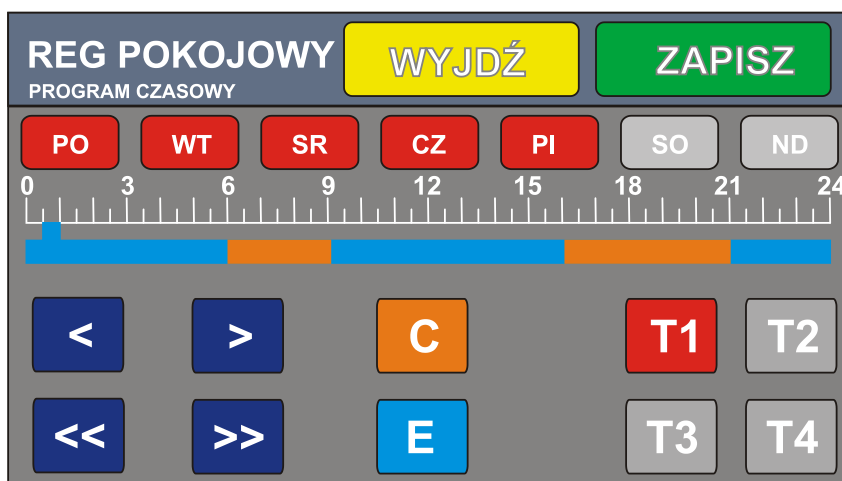 REG POKOJOWY
PROGRAM CZASOWY
WYJDŹ
ZAPISZ
PO WT SR CZ PI SO ND
0 3 6 9 12 15 18 21 24
< > C T1 T2
<< >> E T3 T4